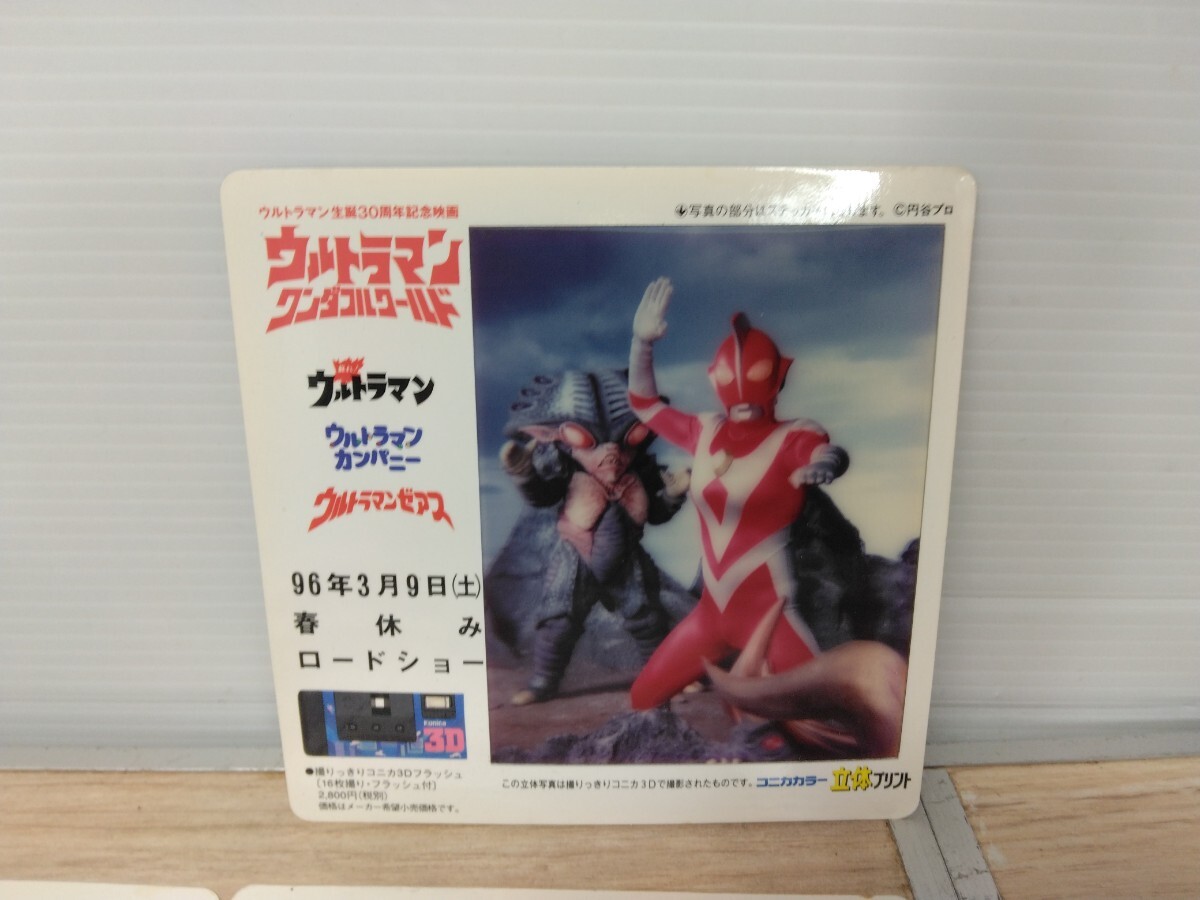 ウルトラマン生誕30周年記念映画
ウルトラマン
ワンダフルワールド
ウルトラマン
ウルトラマン
カンパニー
ウルトラマンゼアス
96年3月9日(土)
春休み
ロードショー
Konica
3D
●撮りっきりコニカ3Dフラッシュ
〔16枚撮り・フラッシュ付〕
2,800円(税別)
価格はメーカー希望小売価格です。
写真の部分はステッカーになります。 ©円谷プロ
この立体写真は撮りっきりコニカ3Dで撮影されたものです。 コニカカラー 立体プリント